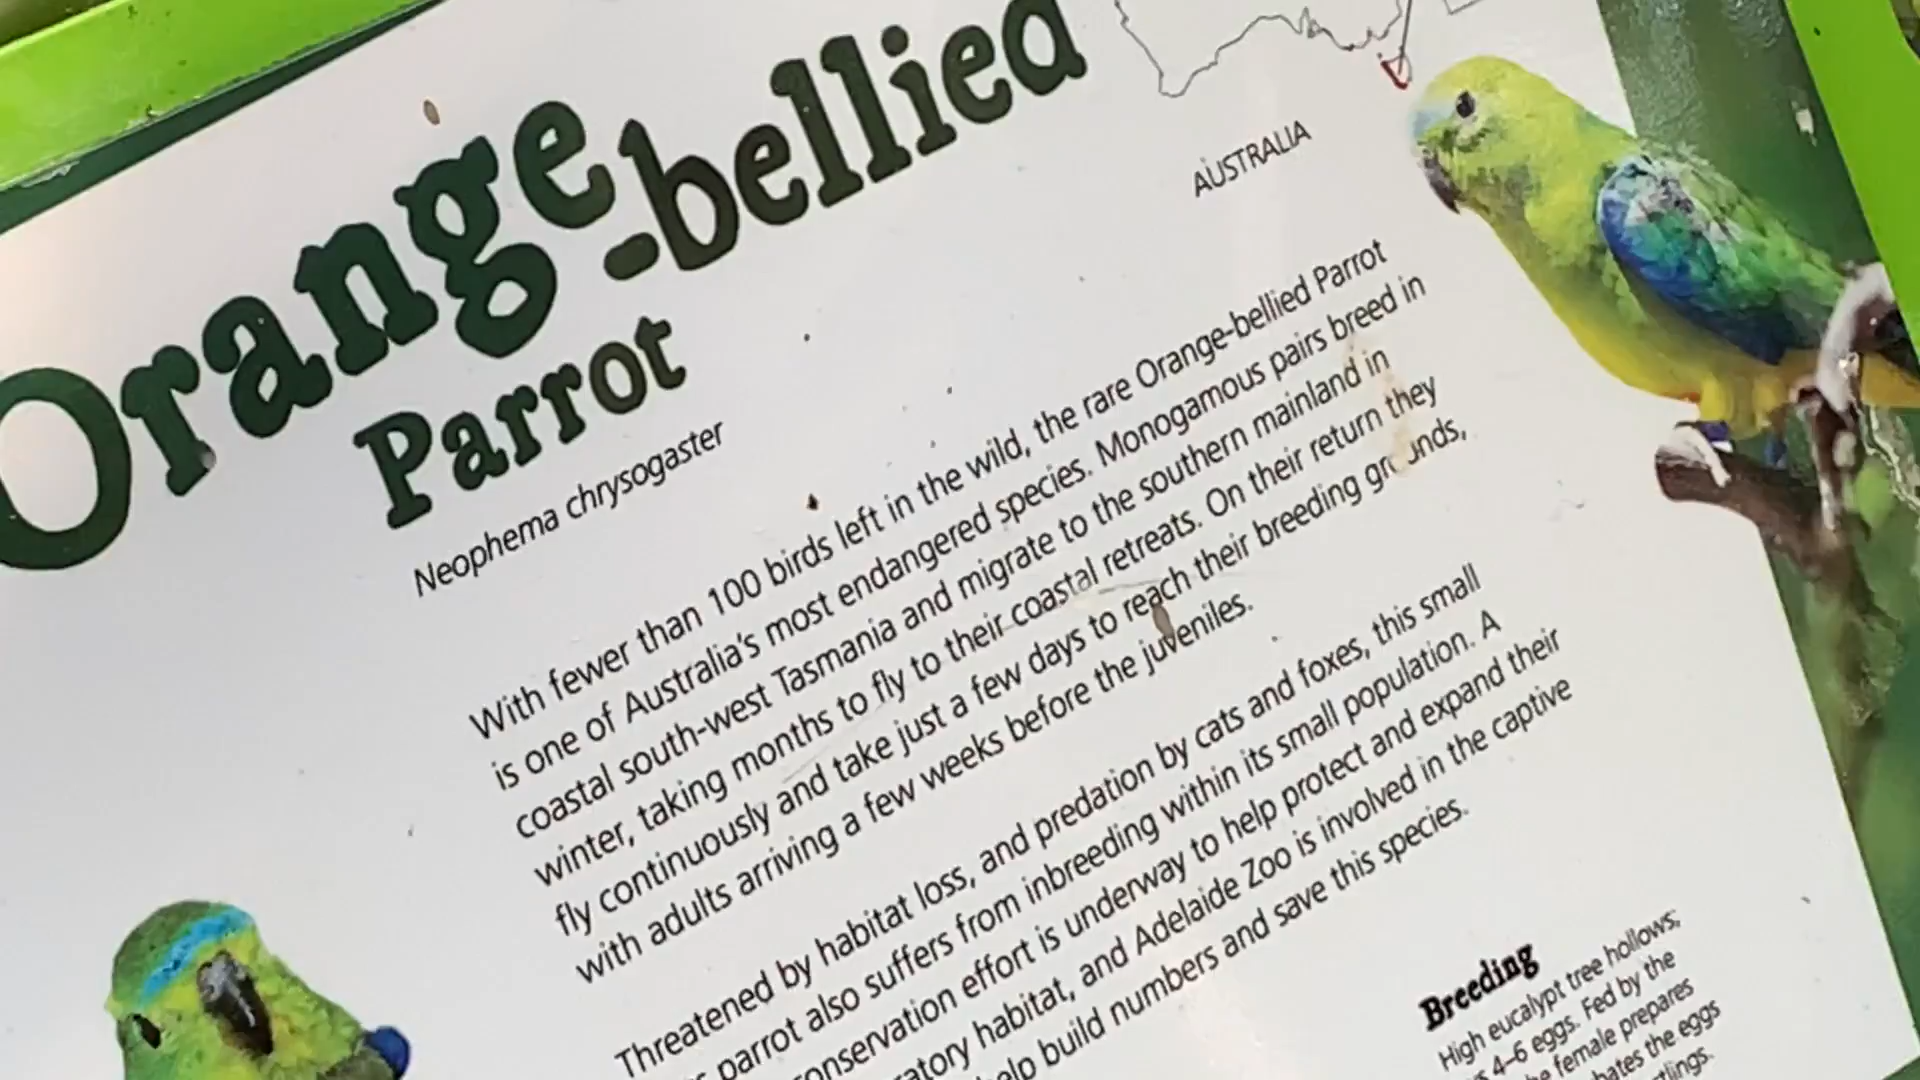 Orange-bellied
Parrot
Neophema chrysogaster
AUSTRALIA
With fewer than 100 birds left in the wild, the rare Orange-bellied Parrot
is one of Australia's most endangered species. Monogamous pairs breed in
coastal south-west Tasmania and migrate to the southern mainland in
winter, taking months to fly to their coastal retreats. On their return they
fly continuously and take just a few days to reach their breeding grounds,
with adults arriving a few weeks before the juveniles.
Threatened by habitat loss, and predation by cats and foxes, this small
parrot also suffers from inbreeding within its small population. A
conservation effort is underway to help protect and expand their
habitat, and Adelaide Zoo is involved in the captive
help build numbers and save this species.
Breeding
High eucalypt tree hollows;
4–6 eggs. Fed by the
female prepares
the eggs